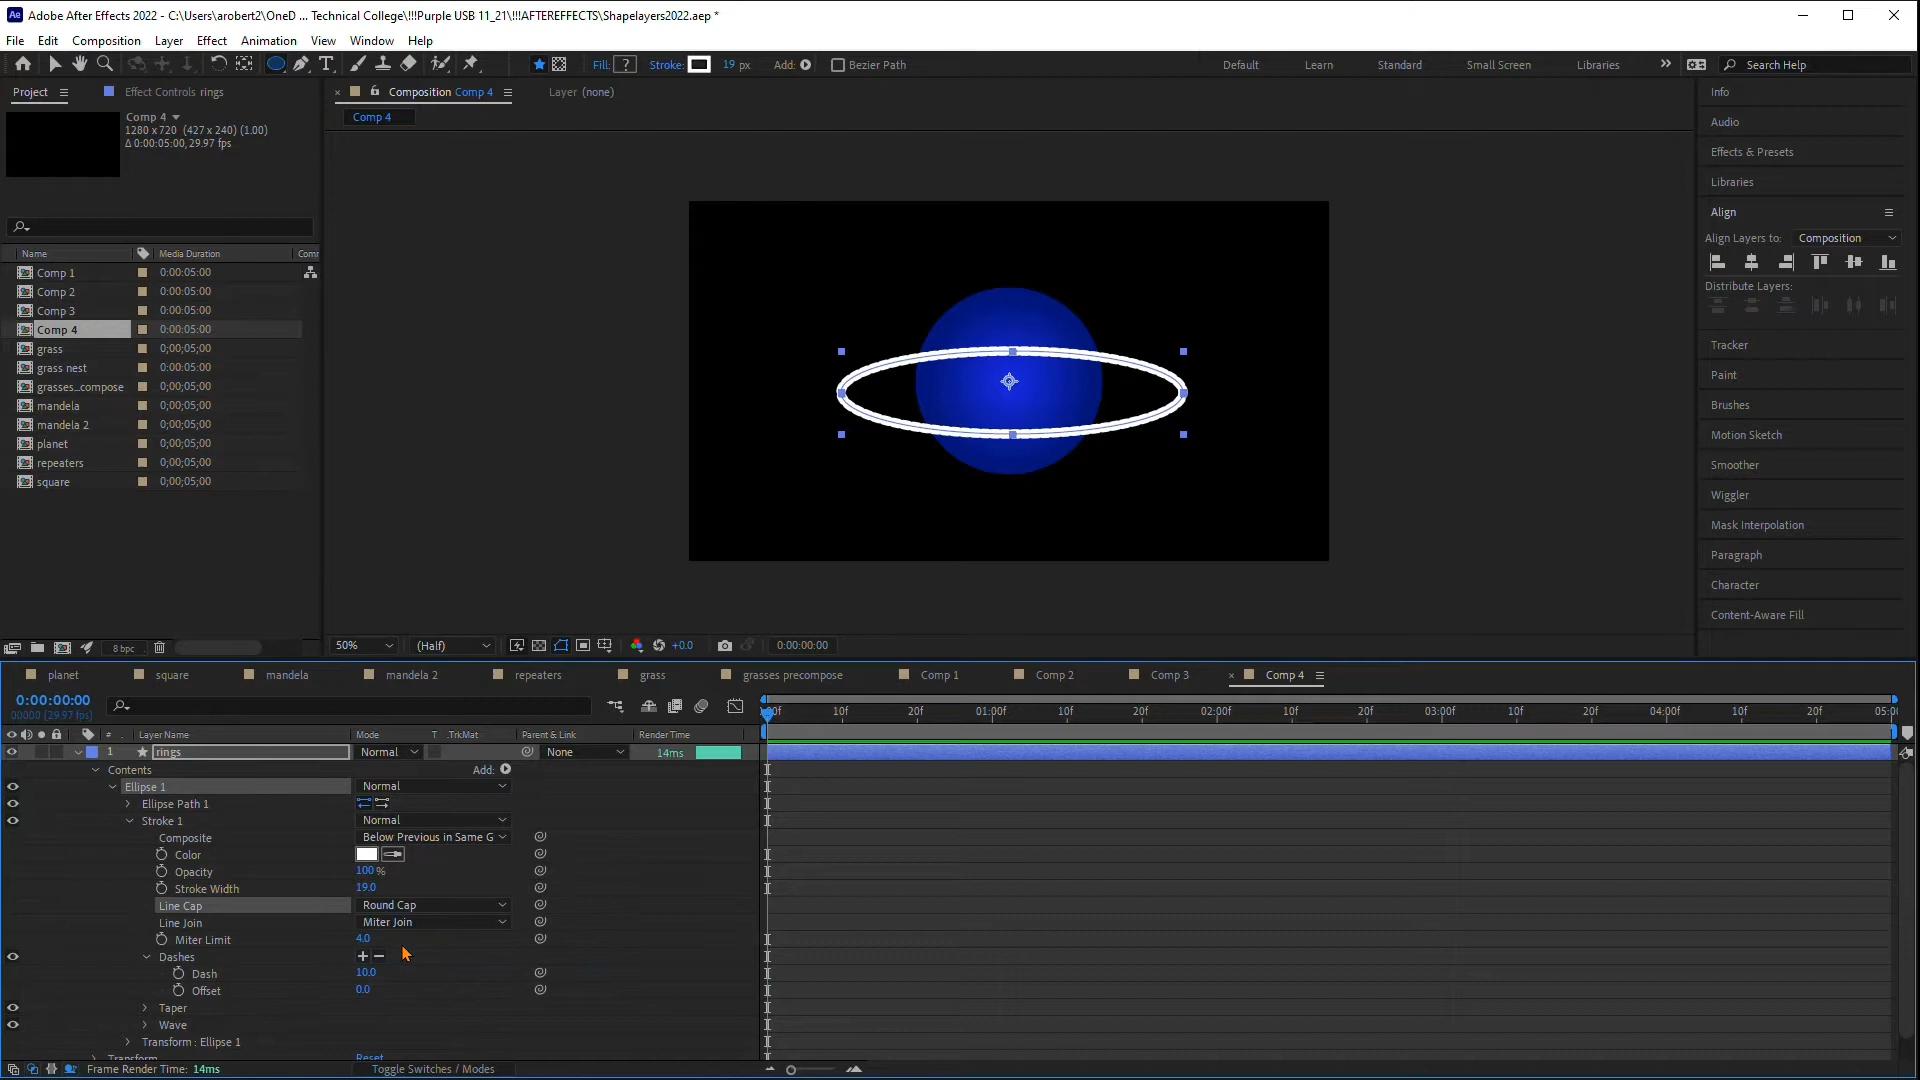 Adobe After Effects 2022 - C:\Users\arobert2\OneD ... Technical College\!!!Purple USB 11_21\!!!AFTEREFFECTS\Shapelayers2022.aep *
File Edit Composition Layer Effect Animation View Window Help
Fill: ? Stroke: 19 px Add: Bezier Path Default Learn Standard Small Screen Libraries Search Help
Project Effect Controls rings Composition Comp 4 Layer (none) Info
Comp 4
1280 x 720 (427 x 240) (1.00)
Δ 0:00:05:00, 29.97 fps
Comp 4
Audio
Effects & Presets
Libraries
Align
Align Layers to: Composition
Distribute Layers:
Tracker
Paint
Brushes
Motion Sketch
Smoother
Wiggler
Mask Interpolation
Paragraph
Character
Content-Aware Fill
Name Media Duration Comr
Comp 1 0:00:05:00
Comp 2 0:00:05:00
Comp 3 0:00:05:00
Comp 4 0:00:05:00
grass 0;00;05;00
grass nest 0;00;05;00
grasses...compose 0;00;05;00
mandela 0;00;05;00
mandela 2 0;00;05;00
planet 0;00;05;00
repeaters 0;00;05;00
square 0;00;05;00
8 bpc 50% (Half) +0.0 0:00:00:00
planet square mandela mandela 2 repeaters grass grasses precompose Comp 1 Comp 2 Comp 3 Comp 4
0:00:00:00
00000 (29.97 fps)
:00f 10f 20f 01:00f 10f 20f 02:00f 10f 20f 03:00f 10f 20f 04:00f 10f 20f 05:00
# Layer Name Mode T .TrkMat Parent & Link Render Time
1 rings Normal None 14ms
Contents Add:
Ellipse 1 Normal
Ellipse Path 1
Stroke 1 Normal
Composite Below Previous in Same G
Color
Opacity 100 %
Stroke Width 19.0
Line Cap Round Cap
Line Join Miter Join
Miter Limit 4.0
Dashes + −
Dash 10.0
Offset 0.0
Taper
Wave
Transform : Ellipse 1
Transform Reset
Frame Render Time: 14ms Toggle Switches / Modes